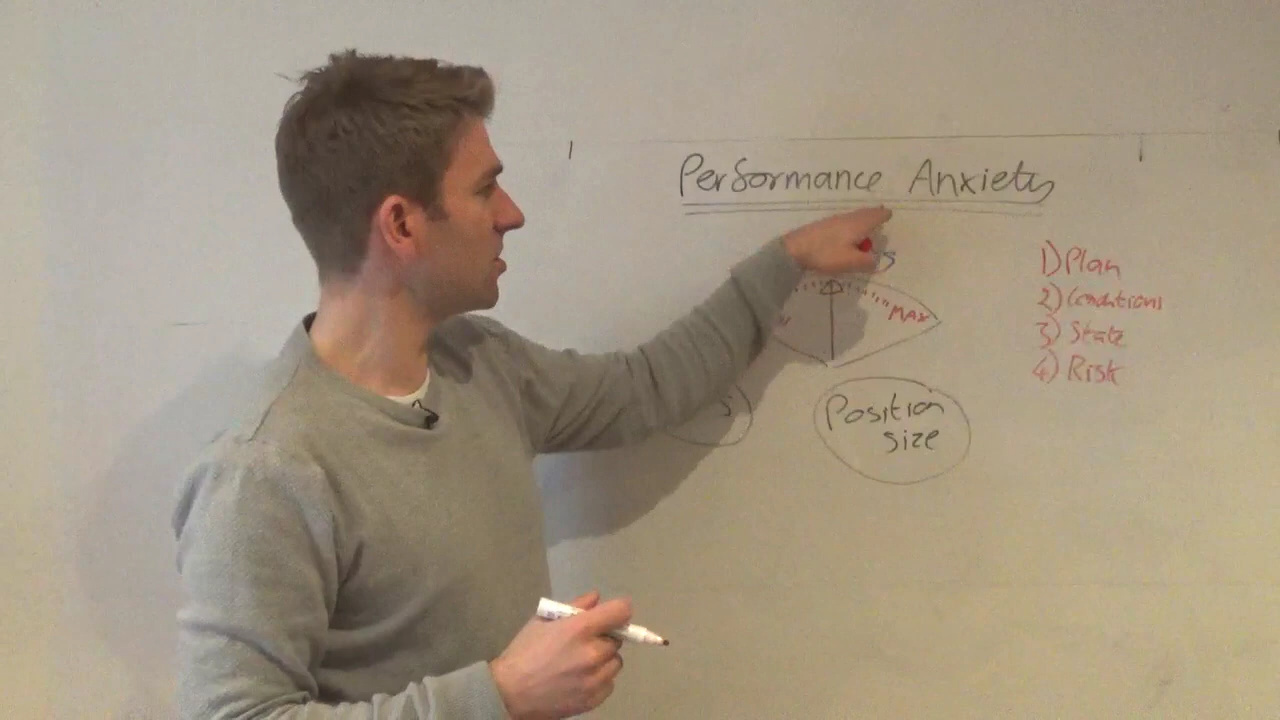 Performance Anxiety
1) Plan
2) Conditions
MAX
3) State
4) Risk
Position
size